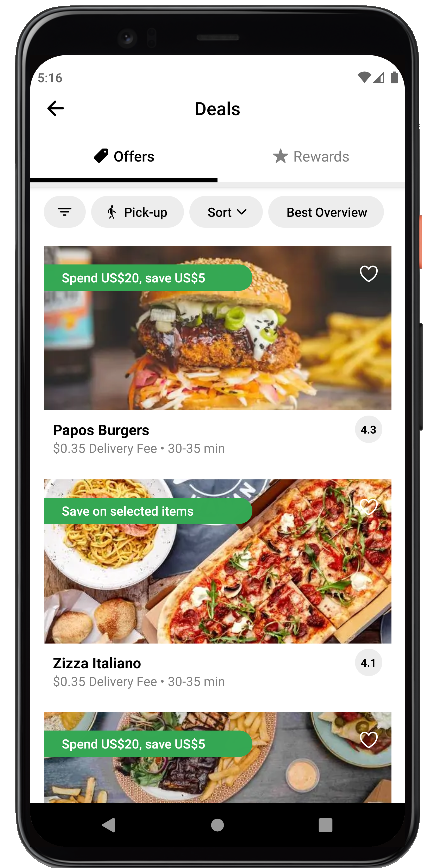 5:16
Deals
Offers
Rewards
Pick-up
Sort
Best Overview
Spend US$20, save US$5
Papos Burgers
4.3
$0.35 Delivery Fee • 30-35 min
Save on selected items
Zizza Italiano
4.1
$0.35 Delivery Fee • 30-35 min
Spend US$20, save US$5